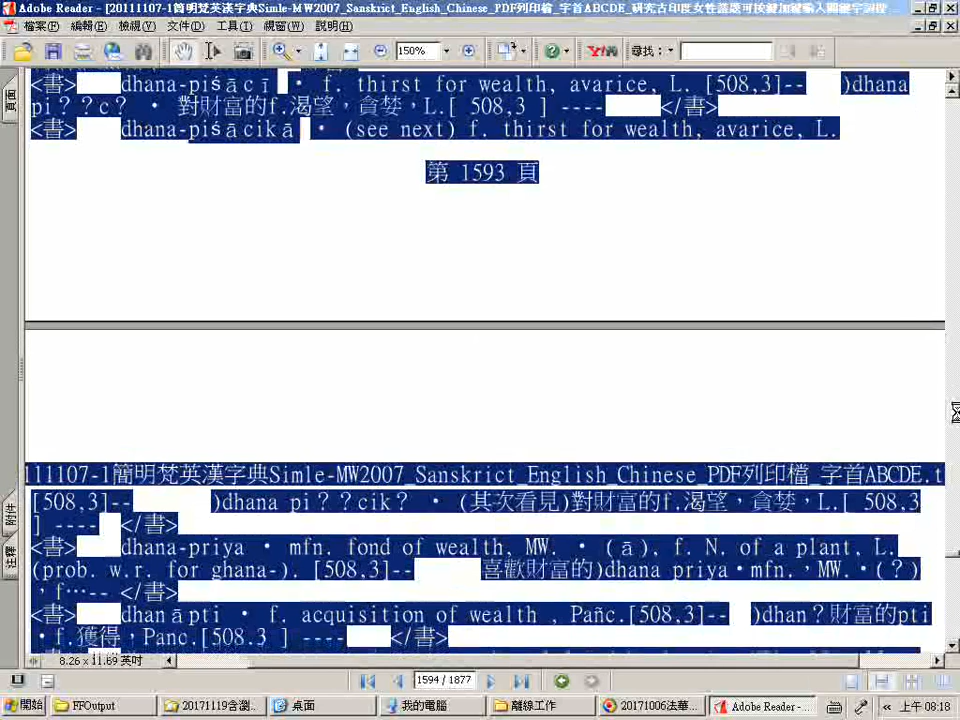 Adobe Reader - [20111107-1簡明梵英漢字典Simle-MW2007_Sanskrict_English_Chinese_PDF列印檔_字首ABCDE_研究古印度女性議題可按鍵加鍵輸入關鍵字詞搜
檔案(F) 編輯(E) 檢視(V) 文件(D) 工具(T) 視窗(W) 說明(H)
150% Y! 尋找:
頁面
<書> dhana-piśācī • f. thirst for wealth, avarice, L. [508,3]-- )dhana
pi??c? • 對財富的f.渴望，貪婪，L.[ 508,3 ] ---- </書>
<書> dhana-piśācikā • (see next) f. thirst for wealth, avarice, L.
第 1593 頁
111107-1簡明梵英漢字典Simle-MW2007_Sanskrict_English_Chinese_PDF列印檔_字首ABCDE.t
[508,3]-- )dhana pi??cik? • (其次看見)對財富的f.渴望，貪婪，L.[ 508,3
] ---- </書>
<書> dhana-priya • mfn. fond of wealth, MW. • (ā), f. N. of a plant, L.
(prob. w.r. for ghana-). [508,3]-- 喜歡財富的)dhana priya•mfn.，MW.•(?)
，f…-- </書>
<書> dhanāpti • f. acquisition of wealth , Pañc.[508,3]-- )dhan?財富的pti
•f.獲得，Panc.[508.3 ] ---- </書>
附件
注釋
8.26 x 11.69 英吋
1594 / 1877
開始 FFOutput 20171119含瀏... 桌面 我的電腦 離線工作 20171006法華... Adobe Reader - [... 上午 08:18